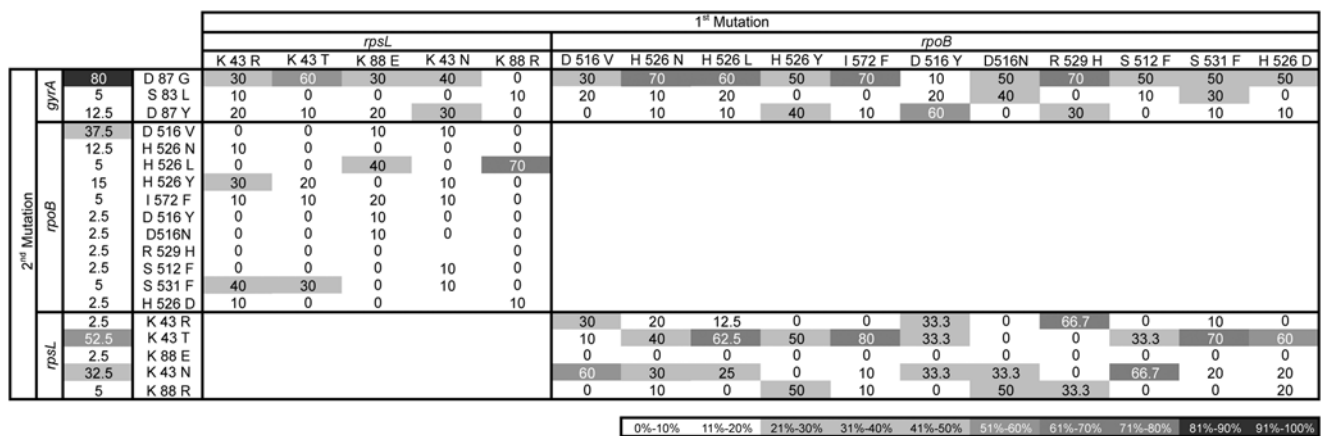 1st Mutation
rpsL rpoB
K 43 R K 43 T K 88 E K 43 N K 88 R D 516 V H 526 N H 526 L H 526 Y I 572 F D 516 Y D516N R 529 H S 512 F S 531 F H 526 D
2nd Mutation
gyrA
80 D 87 G 30 60 30 40 0 30 70 60 50 70 10 50 70 50 50 50
5 S 83 L 10 0 0 0 10 20 10 20 0 0 20 40 0 10 30 0
12.5 D 87 Y 20 10 20 30 0 0 10 10 40 10 60 0 30 0 10 10
rpoB
37.5 D 516 V 0 0 10 10 0
12.5 H 526 N 10 0 0 0 0
5 H 526 L 0 0 40 0 70
15 H 526 Y 30 20 0 10 0
5 I 572 F 10 10 20 10 0
2.5 D 516 Y 0 0 10 0 0
2.5 D516N 0 0 10 0 0
2.5 R 529 H 0 0 0 0
2.5 S 512 F 0 0 0 10 0
5 S 531 F 40 30 0 10 0
2.5 H 526 D 10 0 0 10
rpsL
2.5 K 43 R 30 20 12.5 0 0 33.3 0 66.7 0 10 0
52.5 K 43 T 10 40 62.5 50 80 33.3 0 0 33.3 70 60
2.5 K 88 E 0 0 0 0 0 0 0 0 0 0 0
32.5 K 43 N 60 30 25 0 10 33.3 33.3 0 66.7 20 20
5 K 88 R 0 10 0 50 10 0 50 33.3 0 0 20
0%-10% 11%-20% 21%-30% 31%-40% 41%-50% 51%-60% 61%-70% 71%-80% 81%-90% 91%-100%